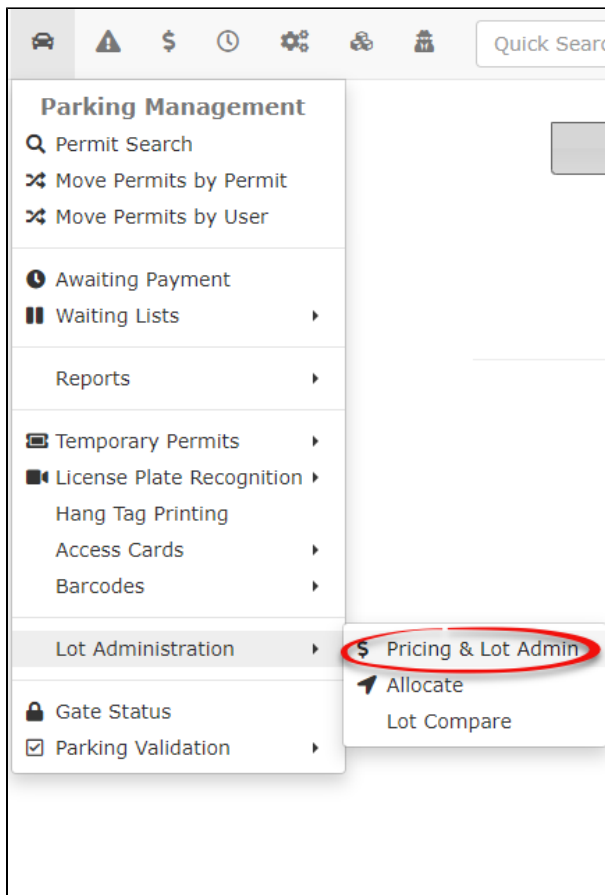 Quick Sear
Parking Management
Permit Search
Move Permits by Permit
Move Permits by User
Awaiting Payment
Waiting Lists
Reports
Temporary Permits
License Plate Recognition
Hang Tag Printing
Access Cards
Barcodes
Lot Administration
$ Pricing & Lot Admin
Allocate
Lot Compare
Gate Status
Parking Validation